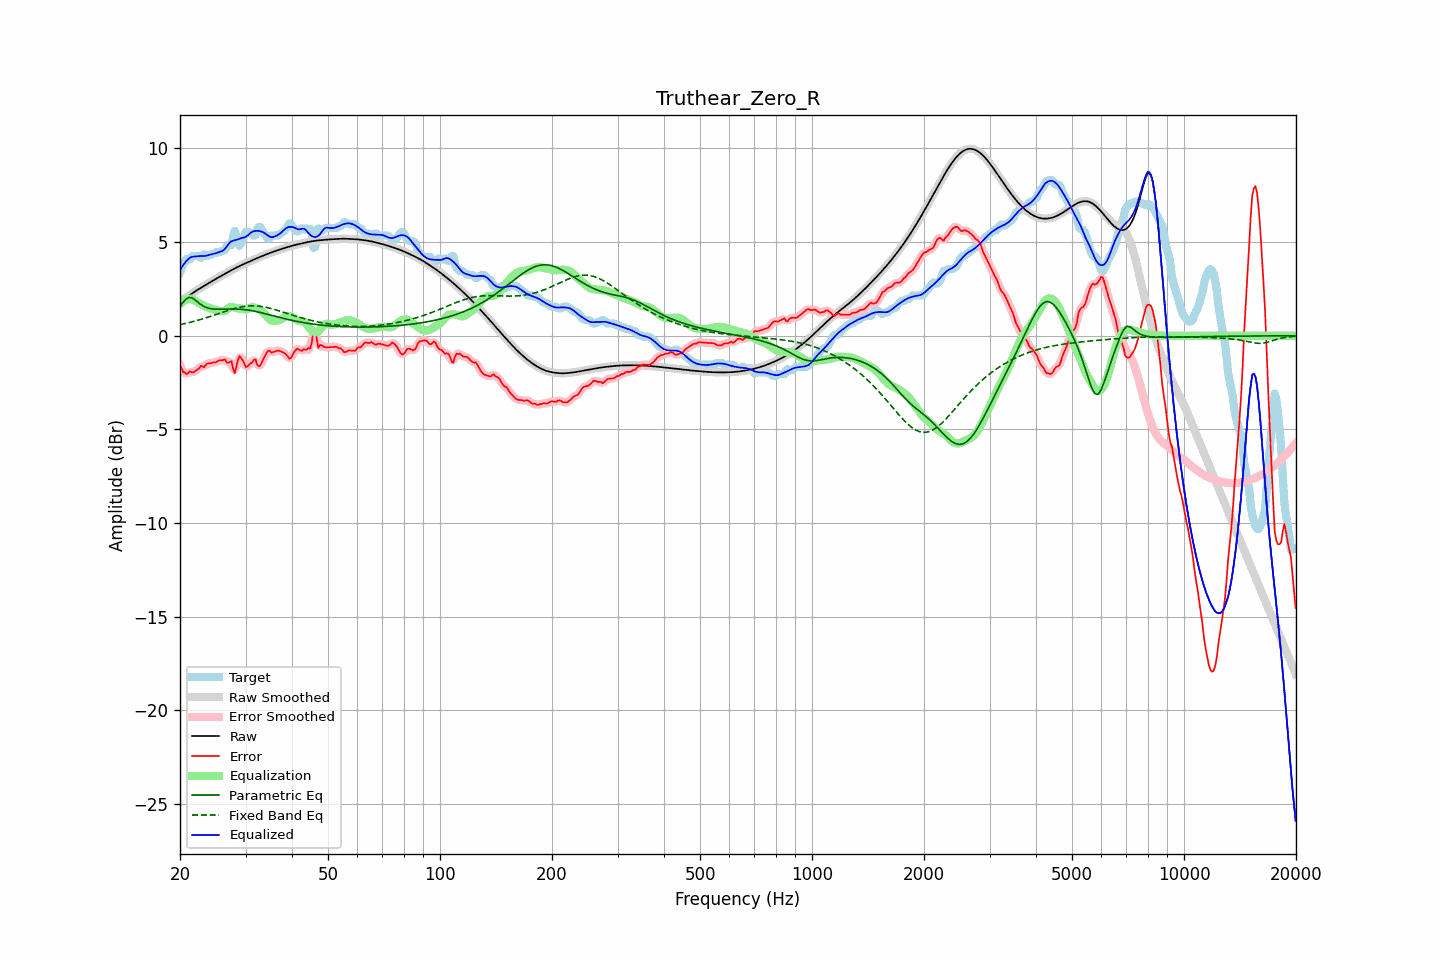 Truthear_Zero_R
Amplitude (dBr)
10
5
0
−5
−10
−15
−20
−25
Target
Raw Smoothed
Error Smoothed
Raw
Error
Equalization
Parametric Eq
Fixed Band Eq
Equalized
20 50 100 200 500 1000 2000 5000 10000 20000
Frequency (Hz)